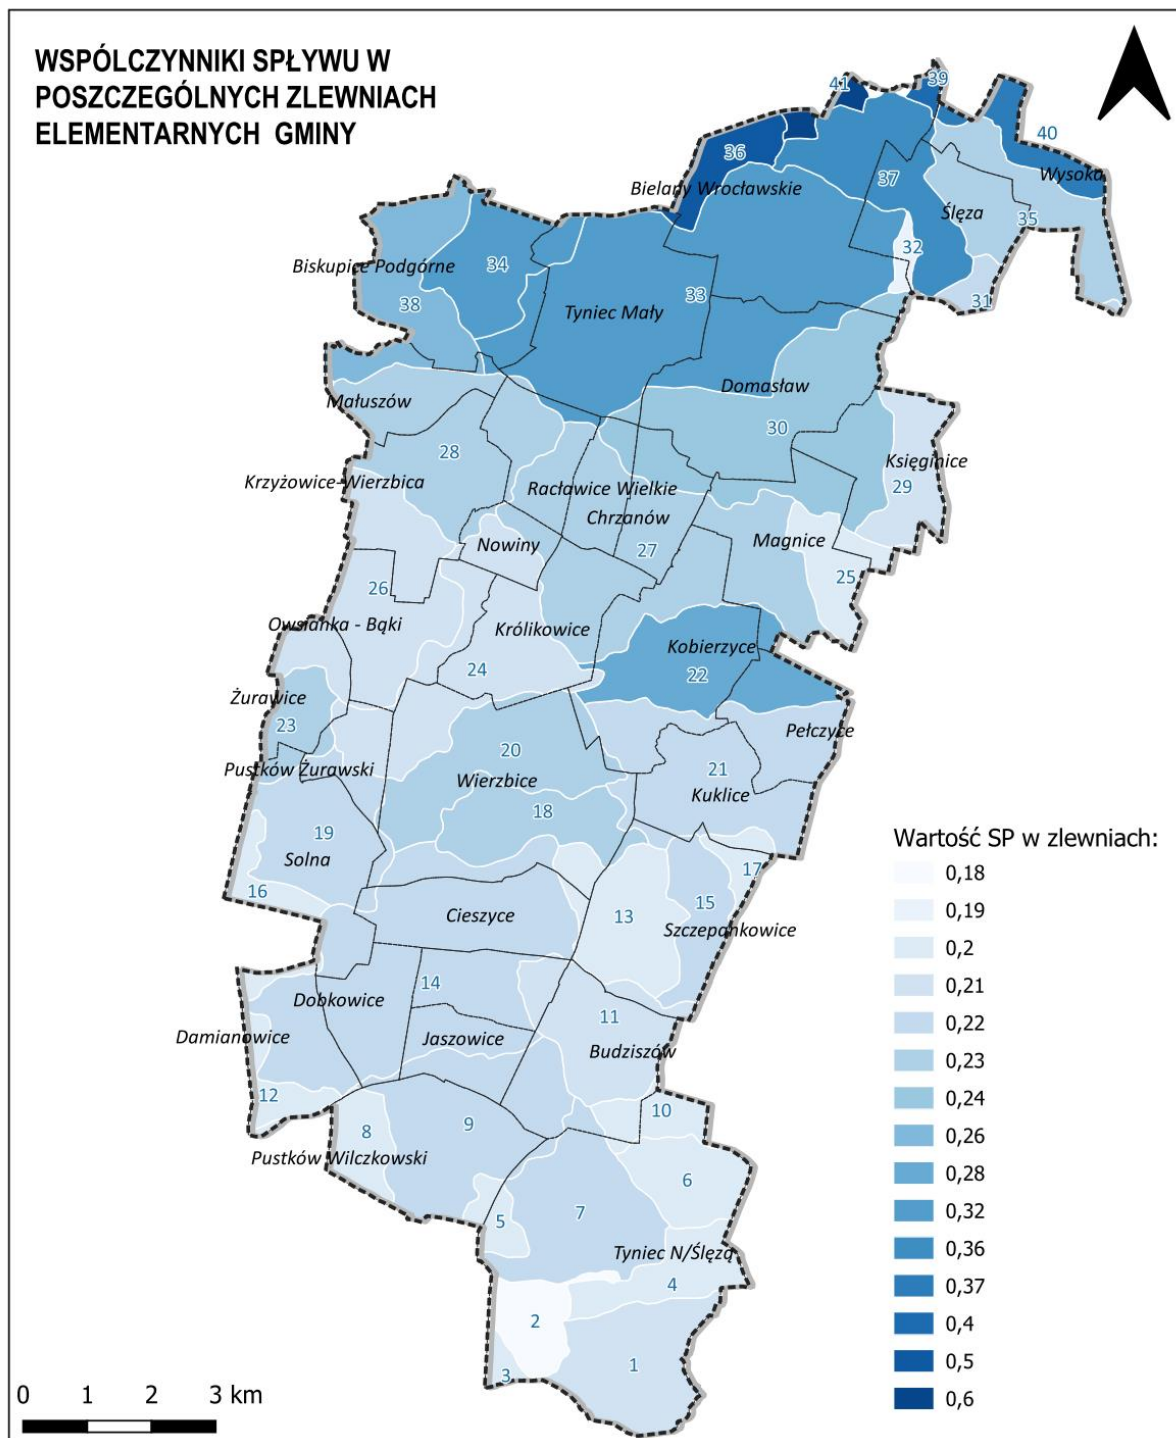 WSPÓLCZYNNIKI SPŁYWU W
POSZCZEGÓLNYCH ZLEWNIACH
ELEMENTARNYCH GMINY
41
39
40
36
Wysoka
Bielany Wrocławskie
37
Ślęza
35
32
34
Biskupice Podgórne
33
31
38
Tyniec Mały
Domasław
Małuszów
30
28
Księginice
Krzyżowice-Wierzbica
29
Racławice Wielkie
Chrzanów
Nowiny
27
Magnice
25
26
Owsianka - Bąki
Królikowice
Kobierzyce
24
22
Żurawice
23
Pełczyce
20
Pustków Żurawski
Wierzbice
21
Kuklice
18
19
Solna
17
16
15
Cieszyce
13
Szczepankowice
14
Dobkowice
11
Damianowice
Jaszowice
Budziszów
12
10
9
8
Pustków Wilczkowski
6
7
5
Tyniec N/Ślęzą
4
2
1
3
Wartość SP w zlewniach:
0,18
0,19
0,2
0,21
0,22
0,23
0,24
0,26
0,28
0,32
0,36
0,37
0,4
0,5
0,6
0 1 2 3 km